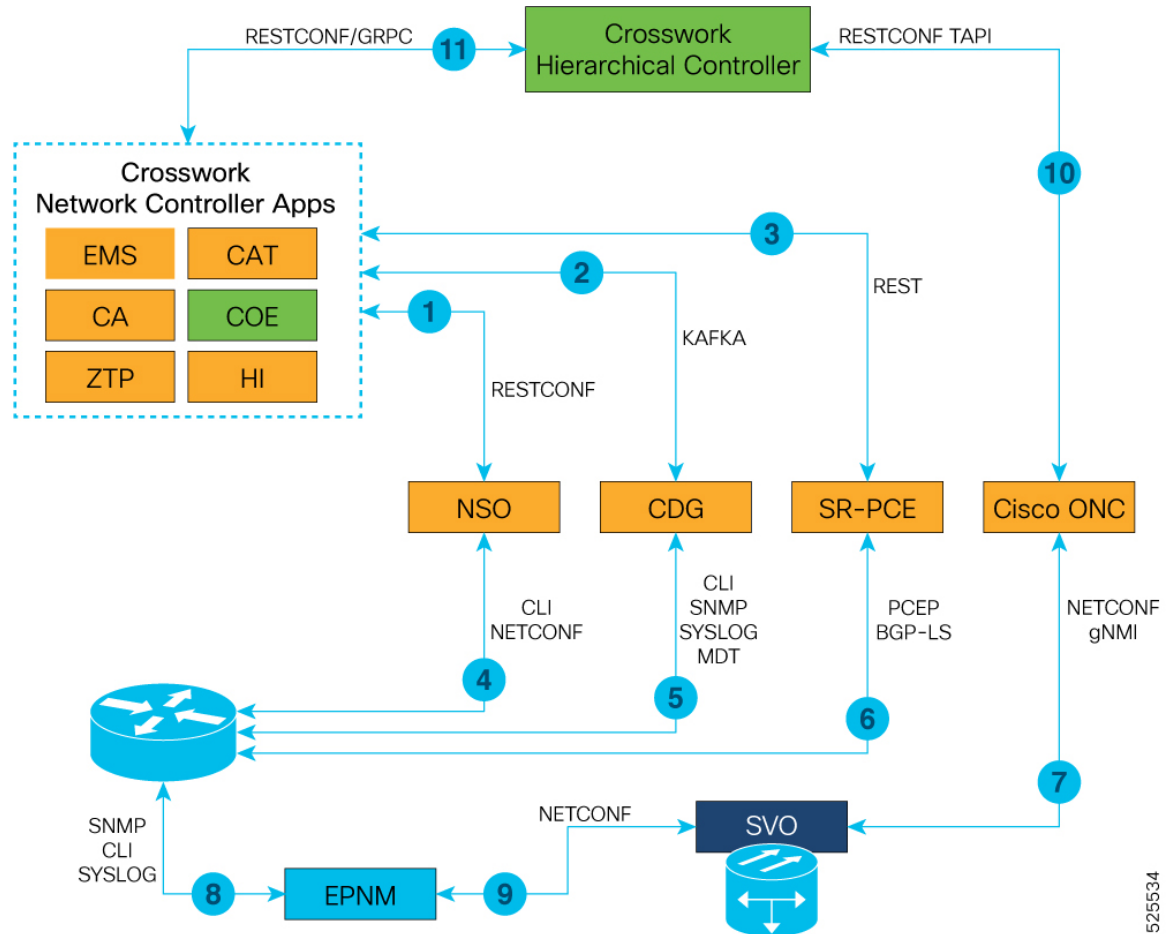 RESTCONF/GRPC
11
Crosswork
Hierarchical Controller
RESTCONF TAPI
10
Crosswork
Network Controller Apps
EMS
CAT
CA
COE
ZTP
HI
3
2
1
REST
KAFKA
RESTCONF
NSO
CDG
SR-PCE
Cisco ONC
CLI
NETCONF
CLI
SNMP
SYSLOG
MDT
PCEP
BGP-LS
NETCONF
gNMI
4
5
6
7
SNMP
CLI
SYSLOG
NETCONF
SVO
8
EPNM
9
525534